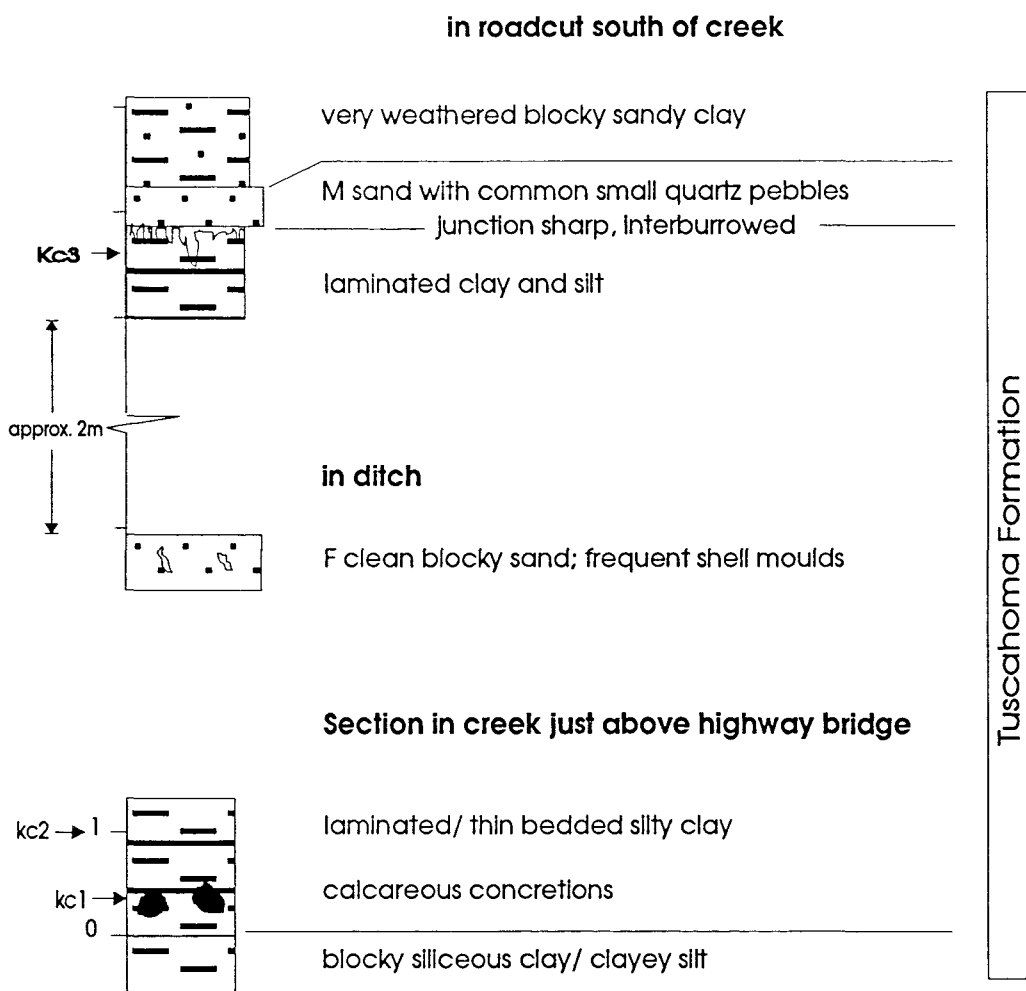 in roadcut south of creek
very weathered blocky sandy clay
M sand with common small quartz pebbles
junction sharp, interburrowed
Kc3
laminated clay and silt
approx. 2m
in ditch
F clean blocky sand; frequent shell moulds
Section in creek just above highway bridge
kc2 1 laminated/ thin bedded silty clay
kc1 calcareous concretions
0
blocky siliceous clay/ clayey silt
Tuscahoma Formation